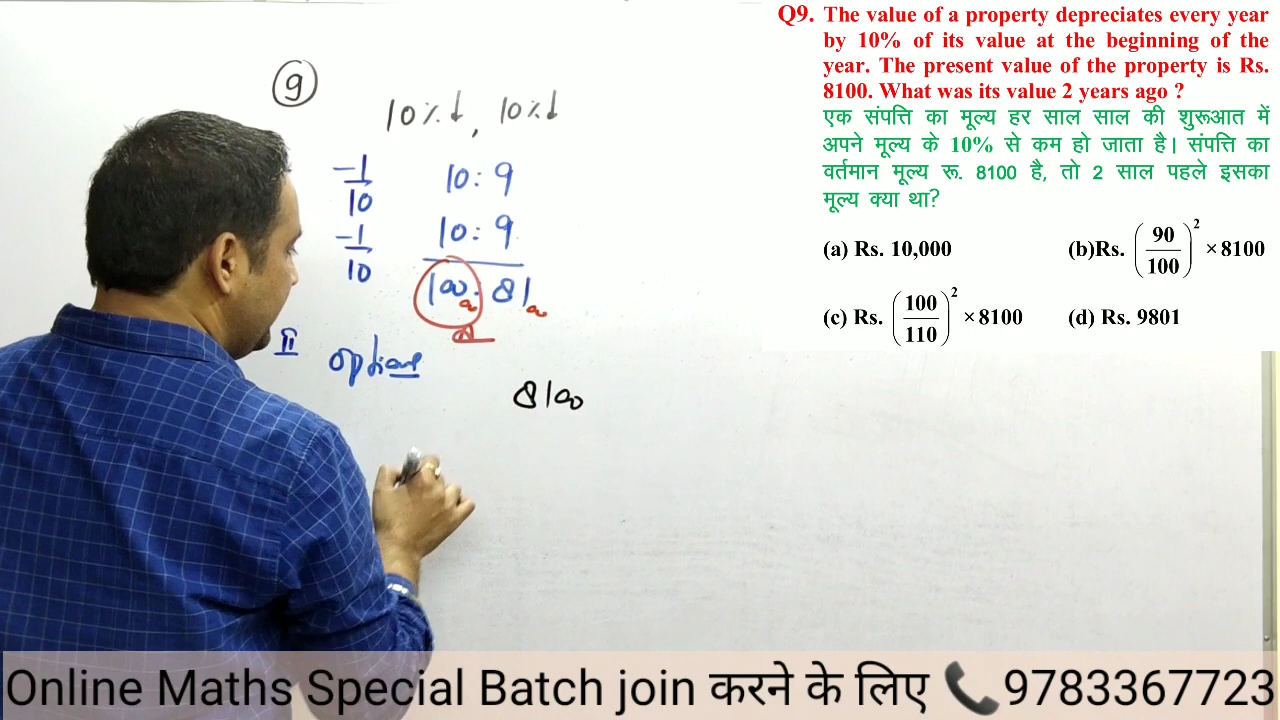 9
10%↓, 10%↓
-1/10 10:9
-1/10 10:9
100:81
00 00
A
II options
8100
Q9. The value of a property depreciates every year
by 10% of its value at the beginning of the
year. The present value of the property is Rs.
8100. What was its value 2 years ago ?
एक संपत्ति का मूल्य हर साल साल की शुरूआत में
अपने मूल्य के 10% से कम हो जाता है। संपत्ति का
वर्तमान मूल्य रू. 8100 है, तो 2 साल पहले इसका
मूल्य क्या था?
(a) Rs. 10,000 (b)Rs. (90/100)² × 8100
(c) Rs. (100/110)² × 8100 (d) Rs. 9801
Online Maths Special Batch join करने के लिए 📞9783367723